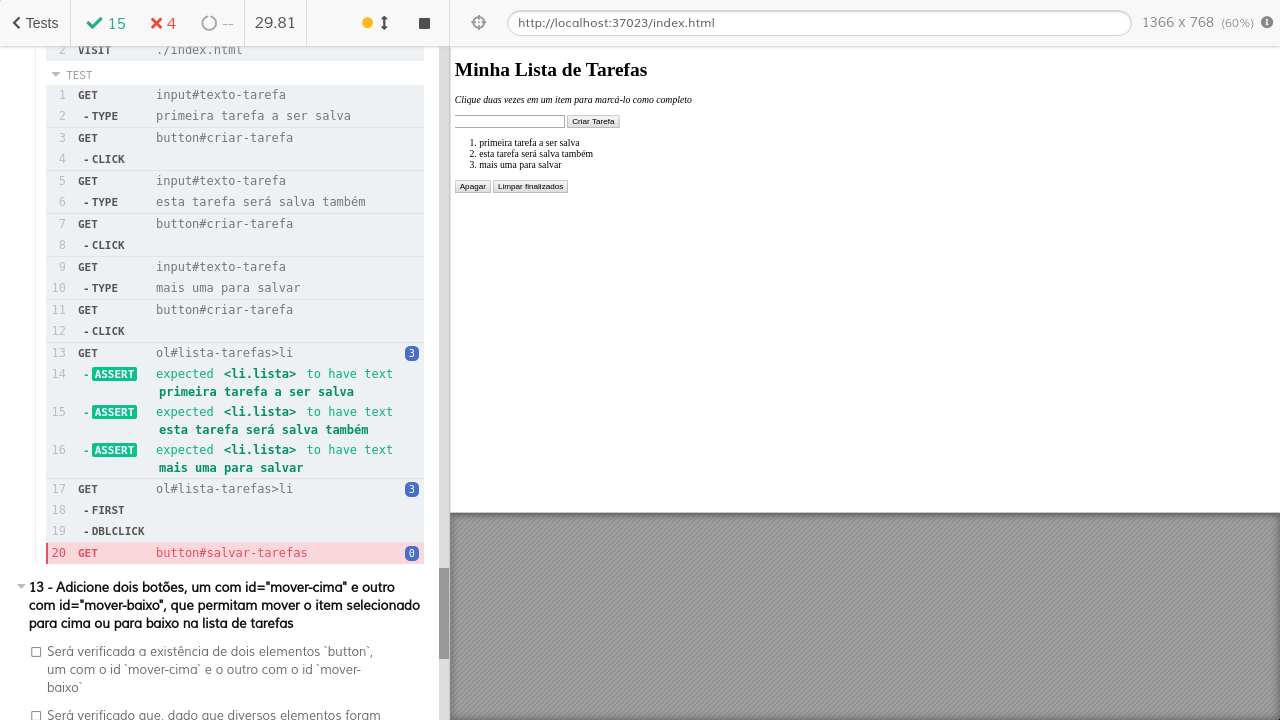 Tests
15
4
--
29.81
http://localhost:37023/index.html
1366 x 768 (60%)
2 VISIT ./index.html
TEST
1 GET input#texto-tarefa
2 -TYPE primeira tarefa a ser salva
3 GET button#criar-tarefa
4 -CLICK
5 GET input#texto-tarefa
6 -TYPE esta tarefa será salva também
7 GET button#criar-tarefa
8 -CLICK
9 GET input#texto-tarefa
10 -TYPE mais uma para salvar
11 GET button#criar-tarefa
12 -CLICK
13 GET ol#lista-tarefas>li 3
14 -ASSERT expected <li.lista> to have text
primeira tarefa a ser salva
15 -ASSERT expected <li.lista> to have text
esta tarefa será salva também
16 -ASSERT expected <li.lista> to have text
mais uma para salvar
17 GET ol#lista-tarefas>li 3
18 -FIRST
19 -DBLCLICK
20 GET button#salvar-tarefas 0
13 - Adicione dois botões, um com id="mover-cima" e outro
com id="mover-baixo", que permitam mover o item selecionado
para cima ou para baixo na lista de tarefas
Será verificada a existência de dois elementos `button`,
um com o id `mover-cima` e o outro com o id `mover-
baixo`
Será verificado que, dado que diversos elementos foram
Minha Lista de Tarefas
Clique duas vezes em um item para marcá-lo como completo
Criar Tarefa
1. primeira tarefa a ser salva
2. esta tarefa será salva também
3. mais uma para salvar
Apagar Limpar finalizados